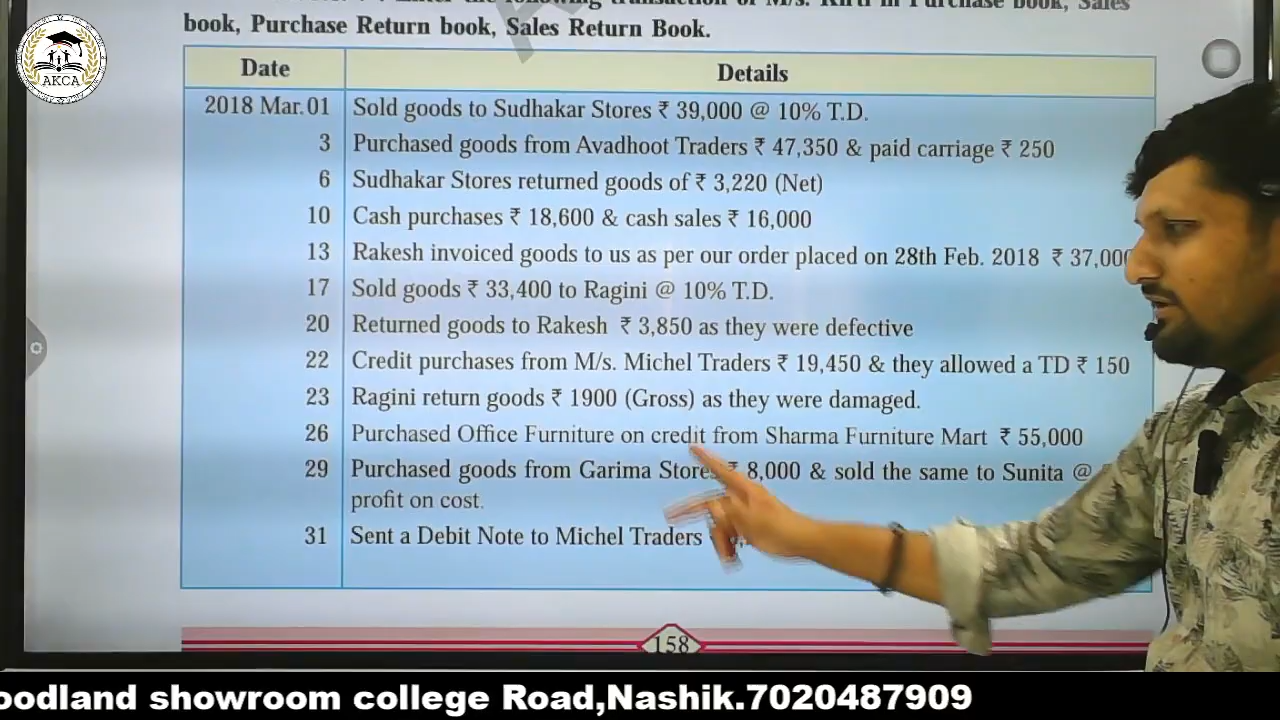 book, Purchase Return book, Sales Return Book.
AKCA
Date Details
2018 Mar. 01 Sold goods to Sudhakar Stores ₹ 39,000 @ 10% T.D.
3 Purchased goods from Avadhoot Traders ₹ 47,350 & paid carriage ₹ 250
6 Sudhakar Stores returned goods of ₹ 3,220 (Net)
10 Cash purchases ₹ 18,600 & cash sales ₹ 16,000
13 Rakesh invoiced goods to us as per our order placed on 28th Feb. 2018 ₹ 37,000
17 Sold goods ₹ 33,400 to Ragini @ 10% T.D.
20 Returned goods to Rakesh ₹ 3,850 as they were defective
22 Credit purchases from M/s. Michel Traders ₹ 19,450 & they allowed a TD ₹ 150
23 Ragini return goods ₹ 1900 (Gross) as they were damaged.
26 Purchased Office Furniture on credit from Sharma Furniture Mart ₹ 55,000
29 Purchased goods from Garima Stores ₹ 8,000 & sold the same to Sunita @
profit on cost.
31 Sent a Debit Note to Michel Traders
158
oodland showroom college Road,Nashik.7020487909